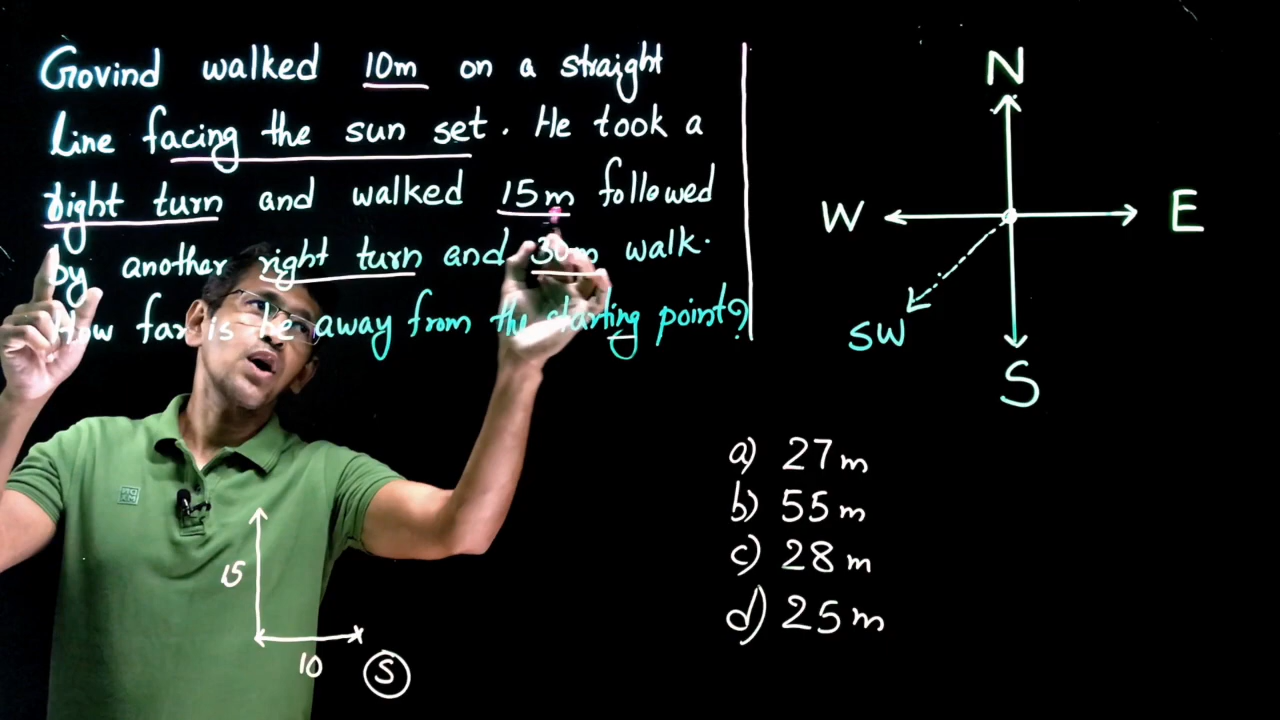 Govind walked 10m on a straight
line facing the sun set. He took a
right turn and walked 15m followed
by another right turn and 30m walk.
How far is he away from the starting point?
N
W
E
SW
S
a) 27m
b) 55m
c) 28m
d) 25m
15
10
S